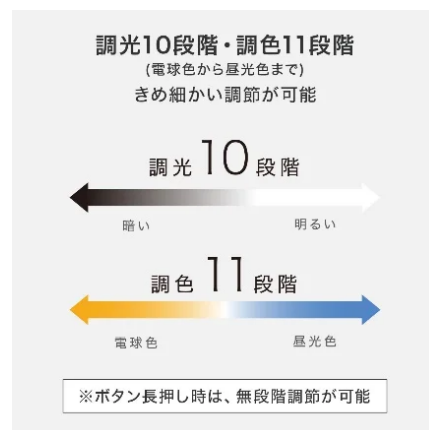 調光10段階・調色11段階
(電球色から昼光色まで)
きめ細かい調節が可能
調光10段階
暗い 明るい
調色11段階
電球色 昼光色
※ボタン長押し時は、無段階調節が可能